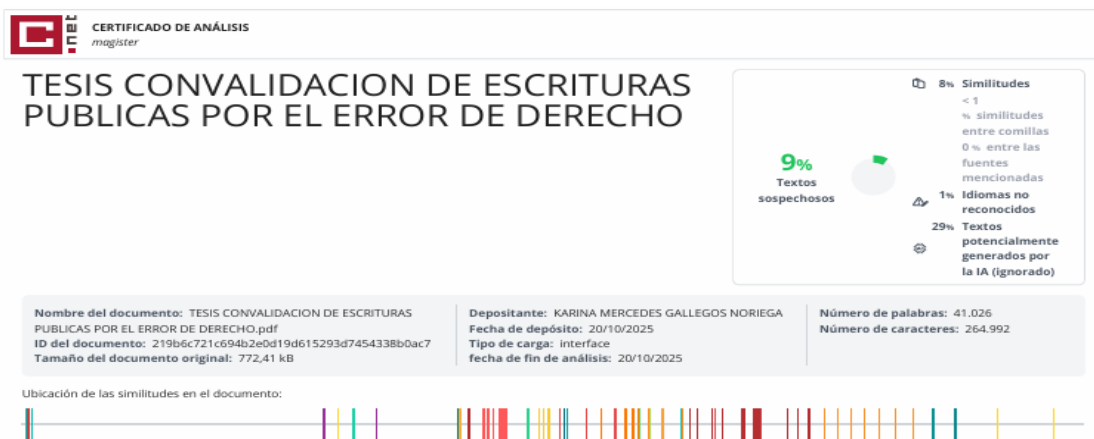 C
.net
CERTIFICADO DE ANÁLISIS
magister
TESIS CONVALIDACION DE ESCRITURAS
PUBLICAS POR EL ERROR DE DERECHO
9%
Textos
sospechosos
8% Similitudes
< 1
% similitudes
entre comillas
0 % entre las
fuentes
mencionadas
1% Idiomas no
reconocidos
29% Textos
potencialmente
generados por
la IA (ignorado)
Nombre del documento: TESIS CONVALIDACION DE ESCRITURAS
PUBLICAS POR EL ERROR DE DERECHO.pdf
ID del documento: 219b6c721c694b2e0d19d615293d7454338b0ac7
Tamaño del documento original: 772,41 kB
Depositante: KARINA MERCEDES GALLEGOS NORIEGA
Fecha de depósito: 20/10/2025
Tipo de carga: interface
fecha de fin de análisis: 20/10/2025
Número de palabras: 41.026
Número de caracteres: 264.992
Ubicación de las similitudes en el documento: